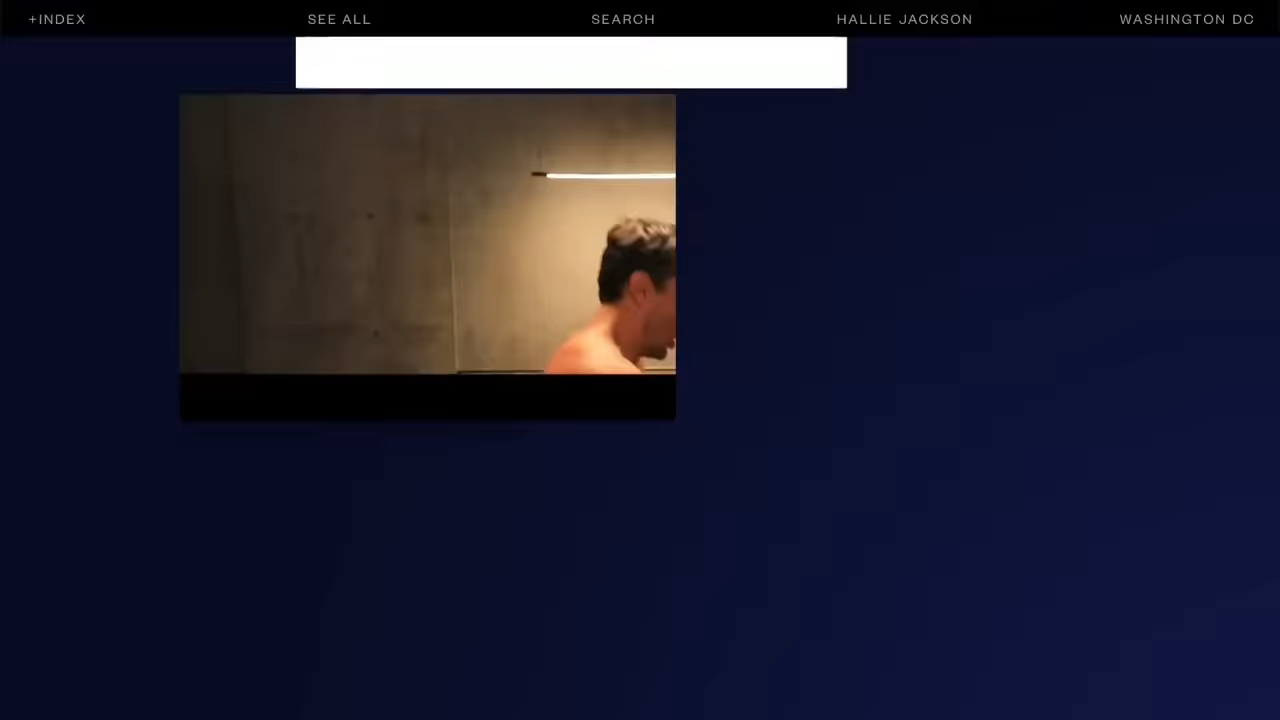 +INDEX
SEE ALL
SEARCH
HALLIE JACKSON
WASHINGTON DC